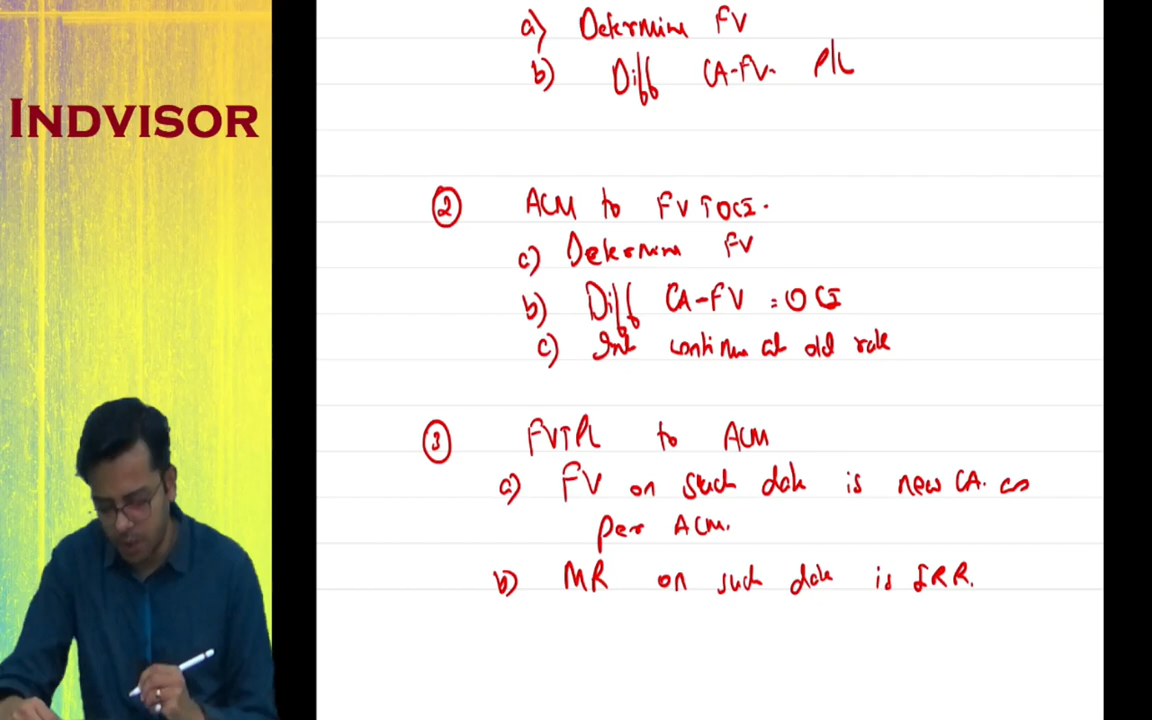 INDVISOR
a) Determine FV
b) Diff CA-FV- P/L
② ACM to FVTOCI.
a) Determine FV
b) Diff CA-FV = OCI
c) Int continue at old rate
③ FVTPL to ACM
a) FV on such date is new CA. as
per ACM.
b) MR on such date is IRR.